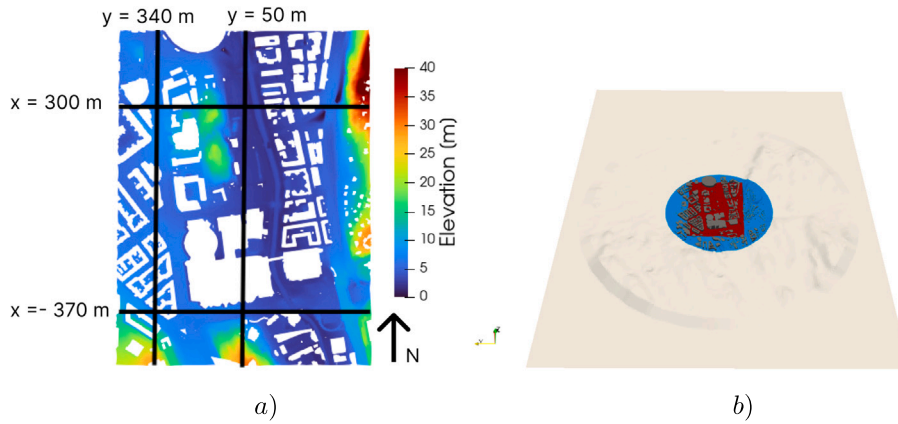 y = 340 m
y = 50 m
x = 300 m
x =- 370 m
40
35
30
25
20
15
10
5
0
Elevation (m)
N
a)
b)